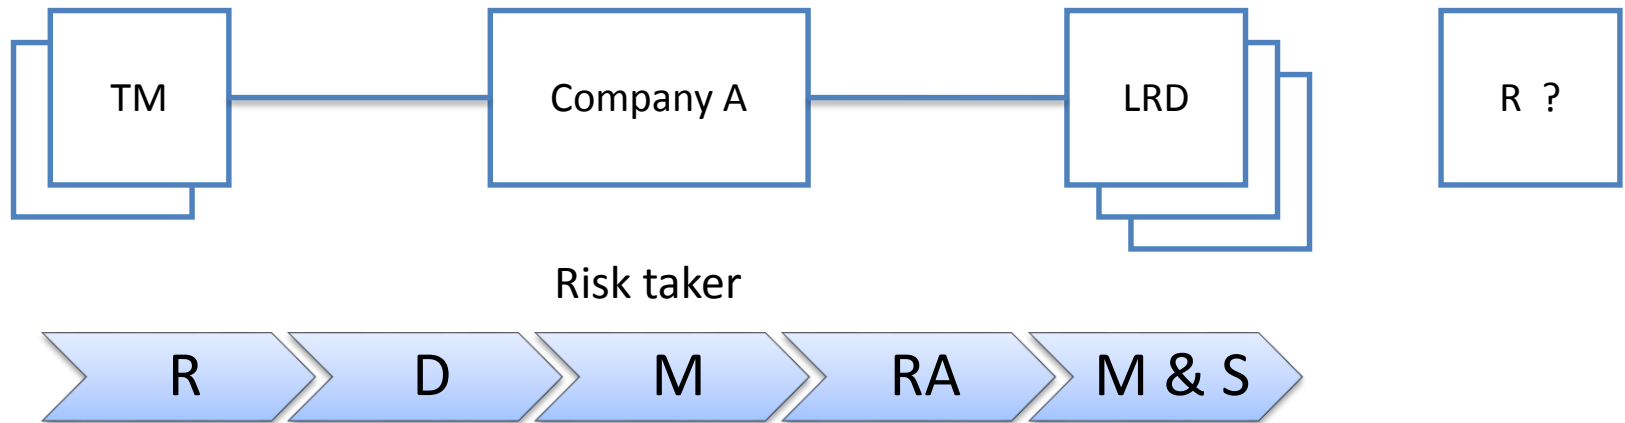 TM
Company A
LRD
R ?
Risk taker
R
D
M
RA
M & S